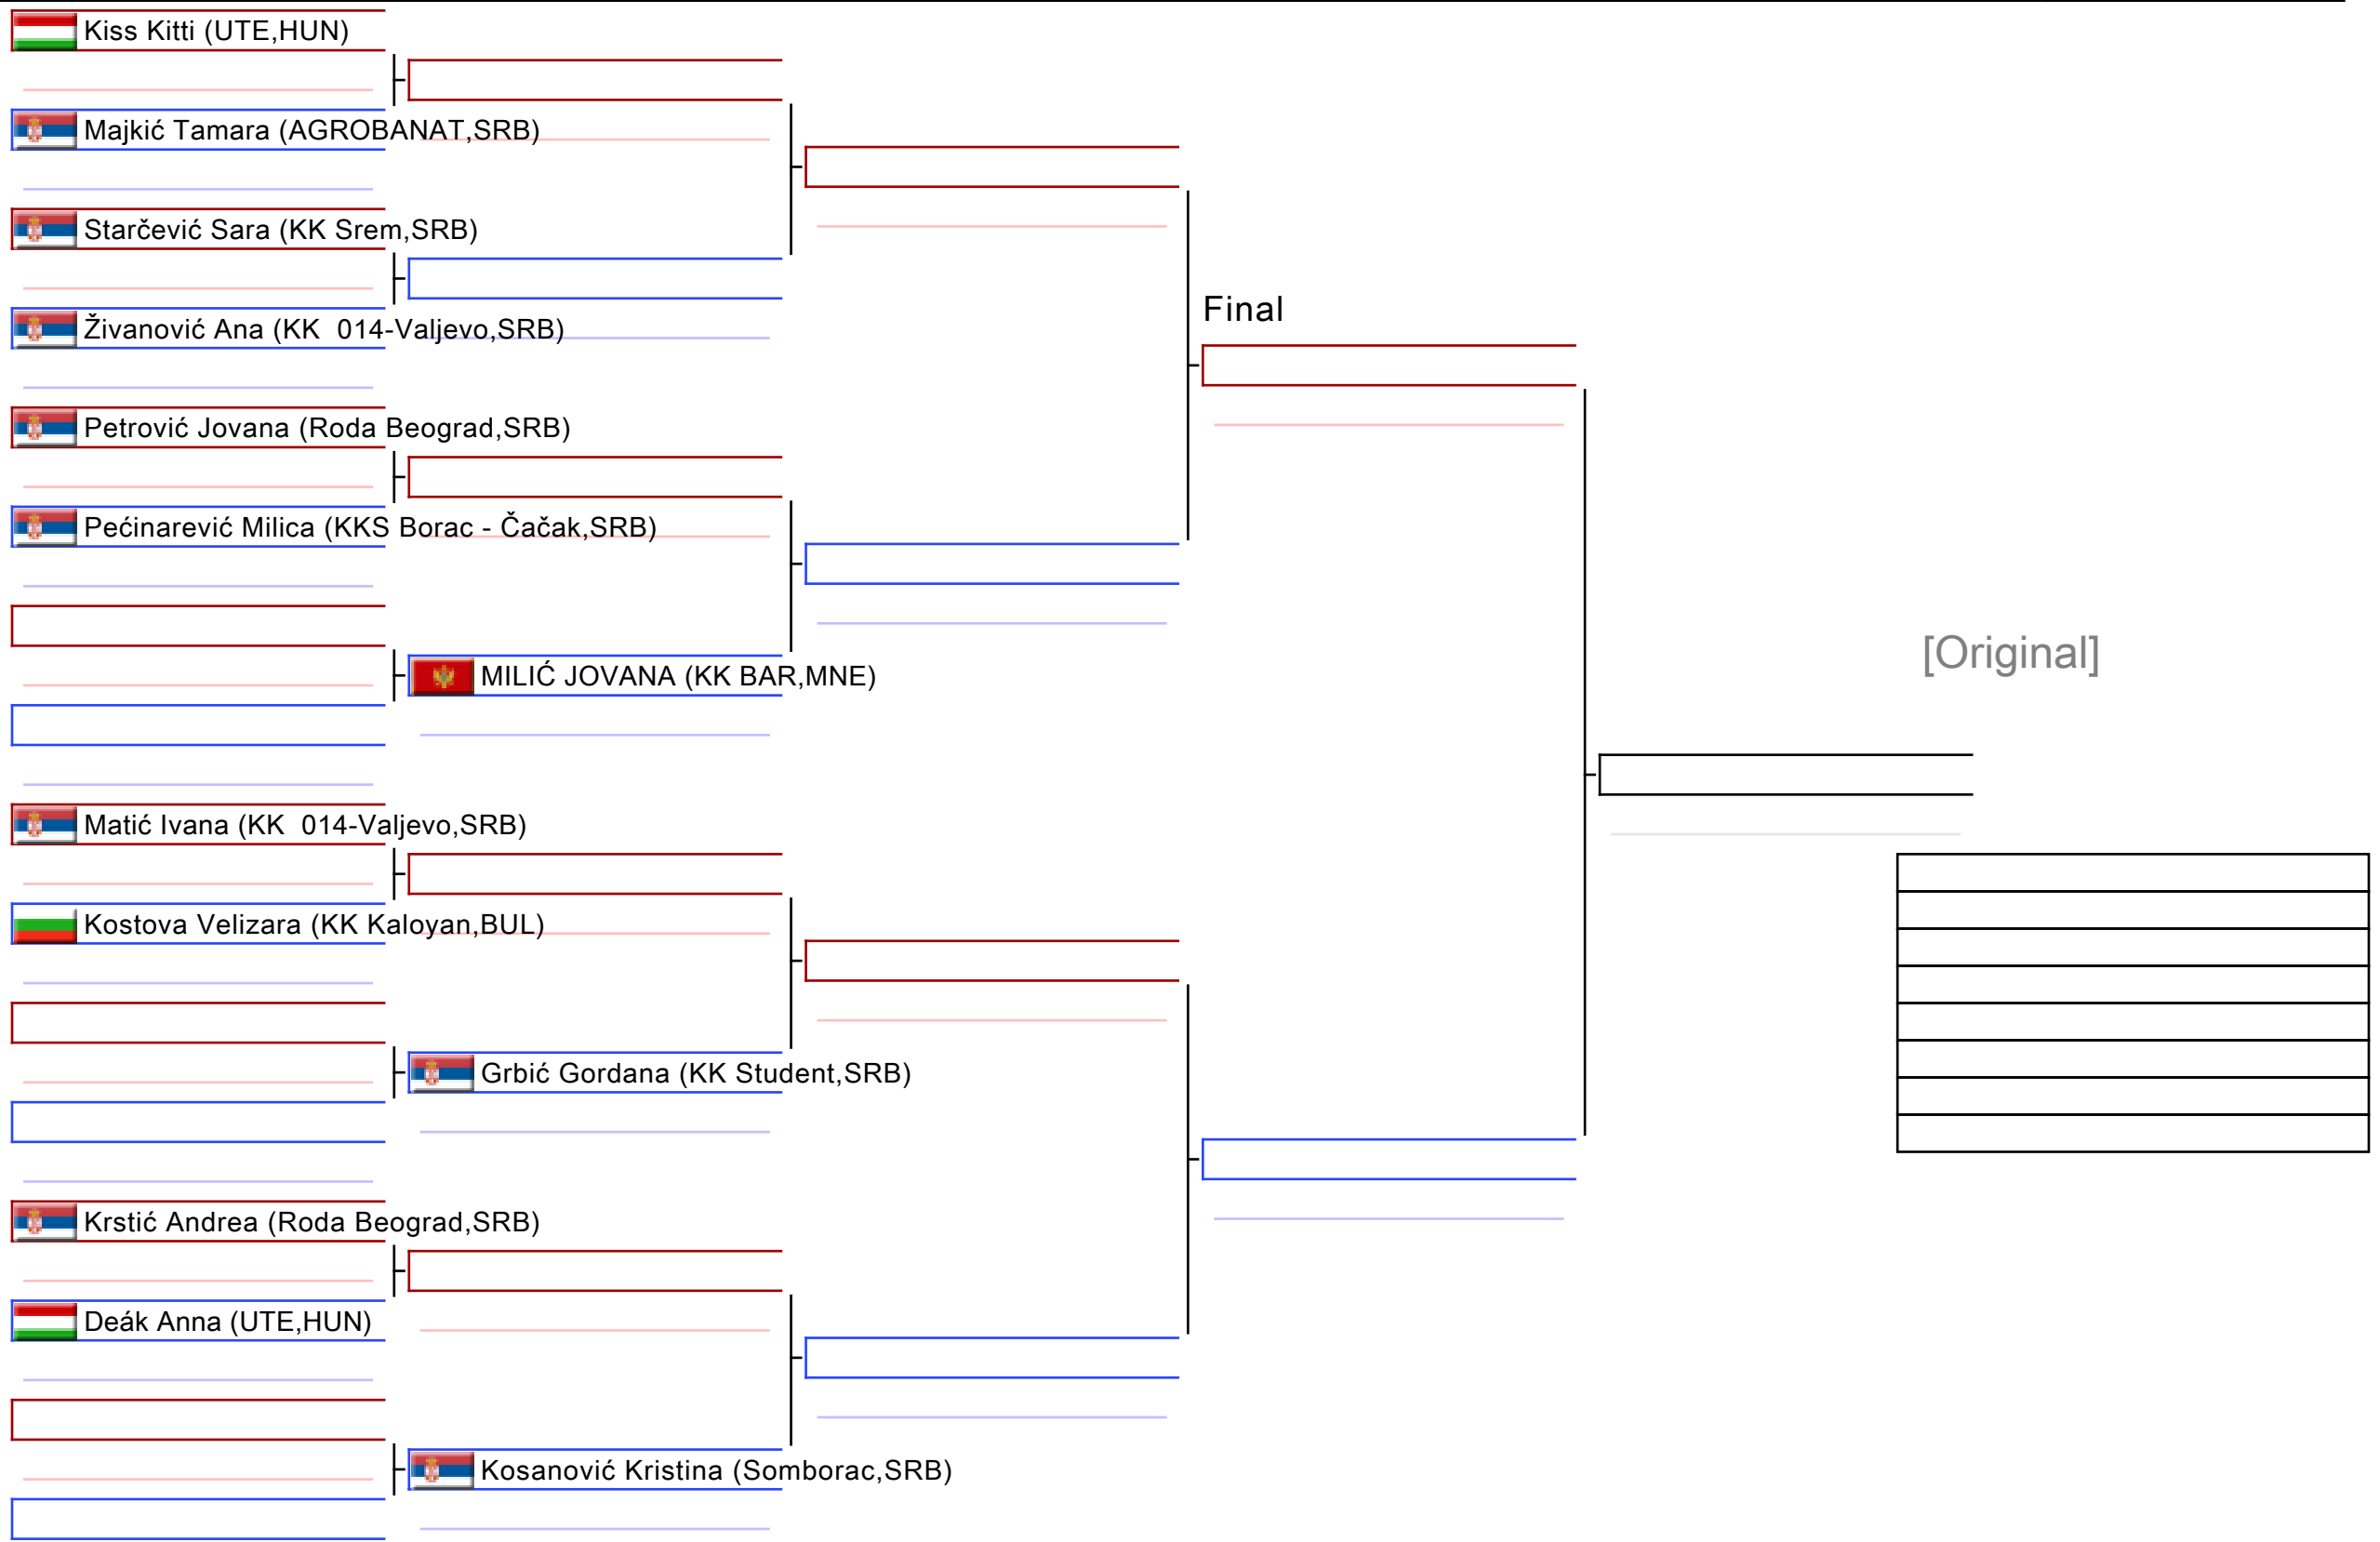 Kiss Kitti (UTE,HUN)
Majkić Tamara (AGROBANAT,SRB)
Starčević Sara (KK Srem,SRB)
Živanović Ana (KK  014-Valjevo,SRB)
Final
Petrović Jovana (Roda Beograd,SRB)
Pećinarević Milica (KKS Borac - Čačak,SRB)
[Original]
MILIĆ JOVANA (KK BAR,MNE)
Matić Ivana (KK  014-Valjevo,SRB)
Kostova Velizara (KK Kaloyan,BUL)
Grbić Gordana (KK Student,SRB)
Krstić Andrea (Roda Beograd,SRB)
Deák Anna (UTE,HUN)
Kosanović Kristina (Somborac,SRB)